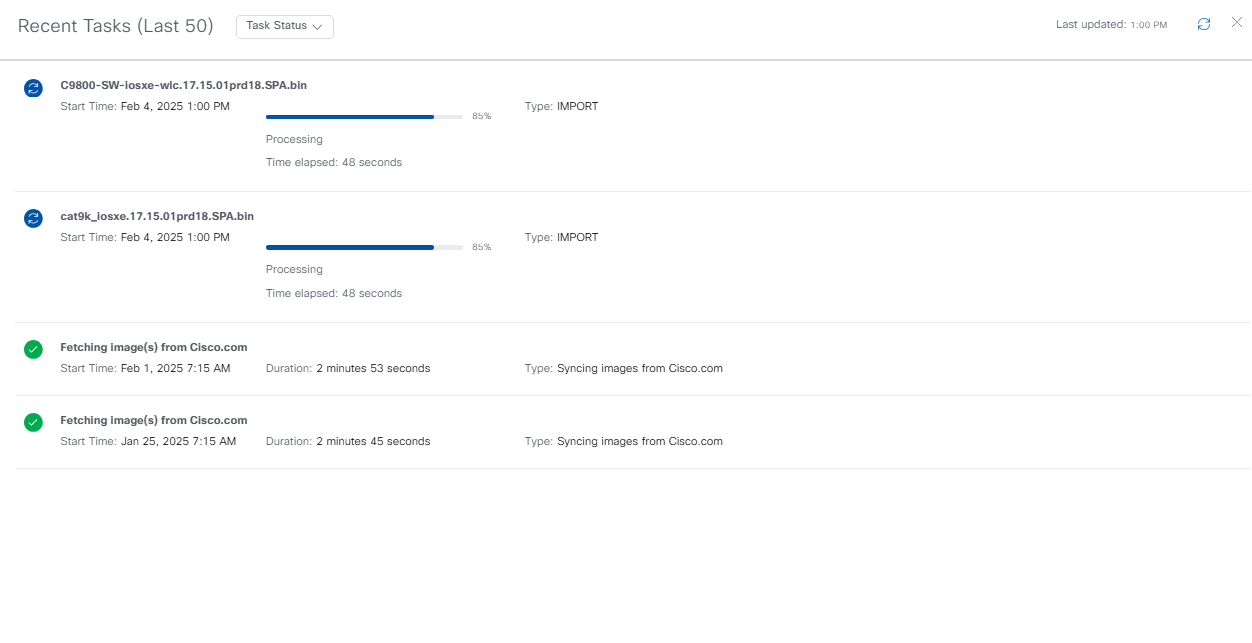 Recent Tasks (Last 50) Task Status Last updated: 1:00 PM
C9800-SW-iosxe-wlc.17.15.01prd18.SPA.bin
Start Time: Feb 4, 2025 1:00 PM Type: IMPORT
85%
Processing
Time elapsed: 48 seconds
cat9k_iosxe.17.15.01prd18.SPA.bin
Start Time: Feb 4, 2025 1:00 PM Type: IMPORT
85%
Processing
Time elapsed: 48 seconds
Fetching image(s) from Cisco.com
Start Time: Feb 1, 2025 7:15 AM Duration: 2 minutes 53 seconds Type: Syncing images from Cisco.com
Fetching image(s) from Cisco.com
Start Time: Jan 25, 2025 7:15 AM Duration: 2 minutes 45 seconds Type: Syncing images from Cisco.com